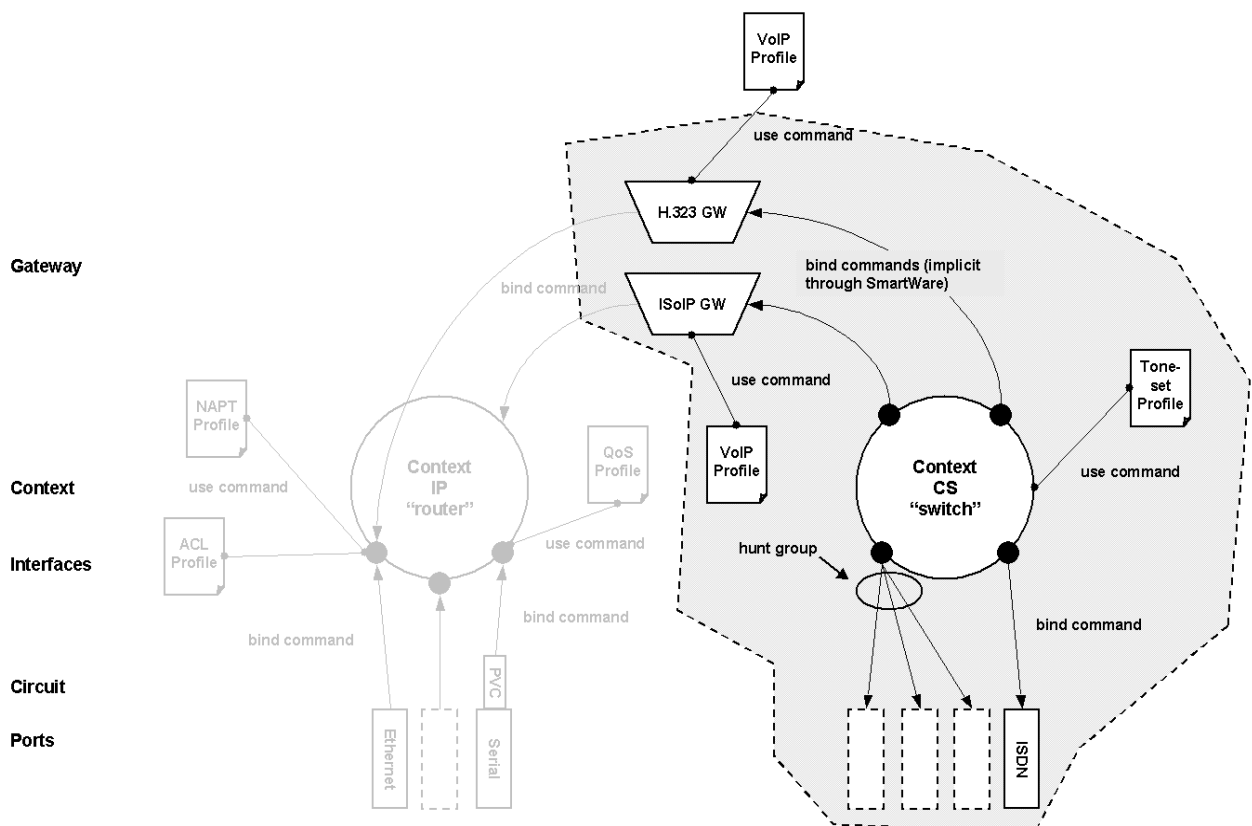 VoIP
Profile
use command
H.323 GW
Gateway
bind commands (implicit
through SmartWare)
bind command
ISoIP GW
use command
Tone-
set
Profile
NAPT
Profile
QoS
Profile
VoIP
Profile
Context
IP
“router”
Context
CS
“switch”
use command
use command
Context
ACL
Profile
use command
hunt group
Interfaces
bind command
bind command
bind command
Circuit
PVC
Ports
Ethernet
Serial
ISDN